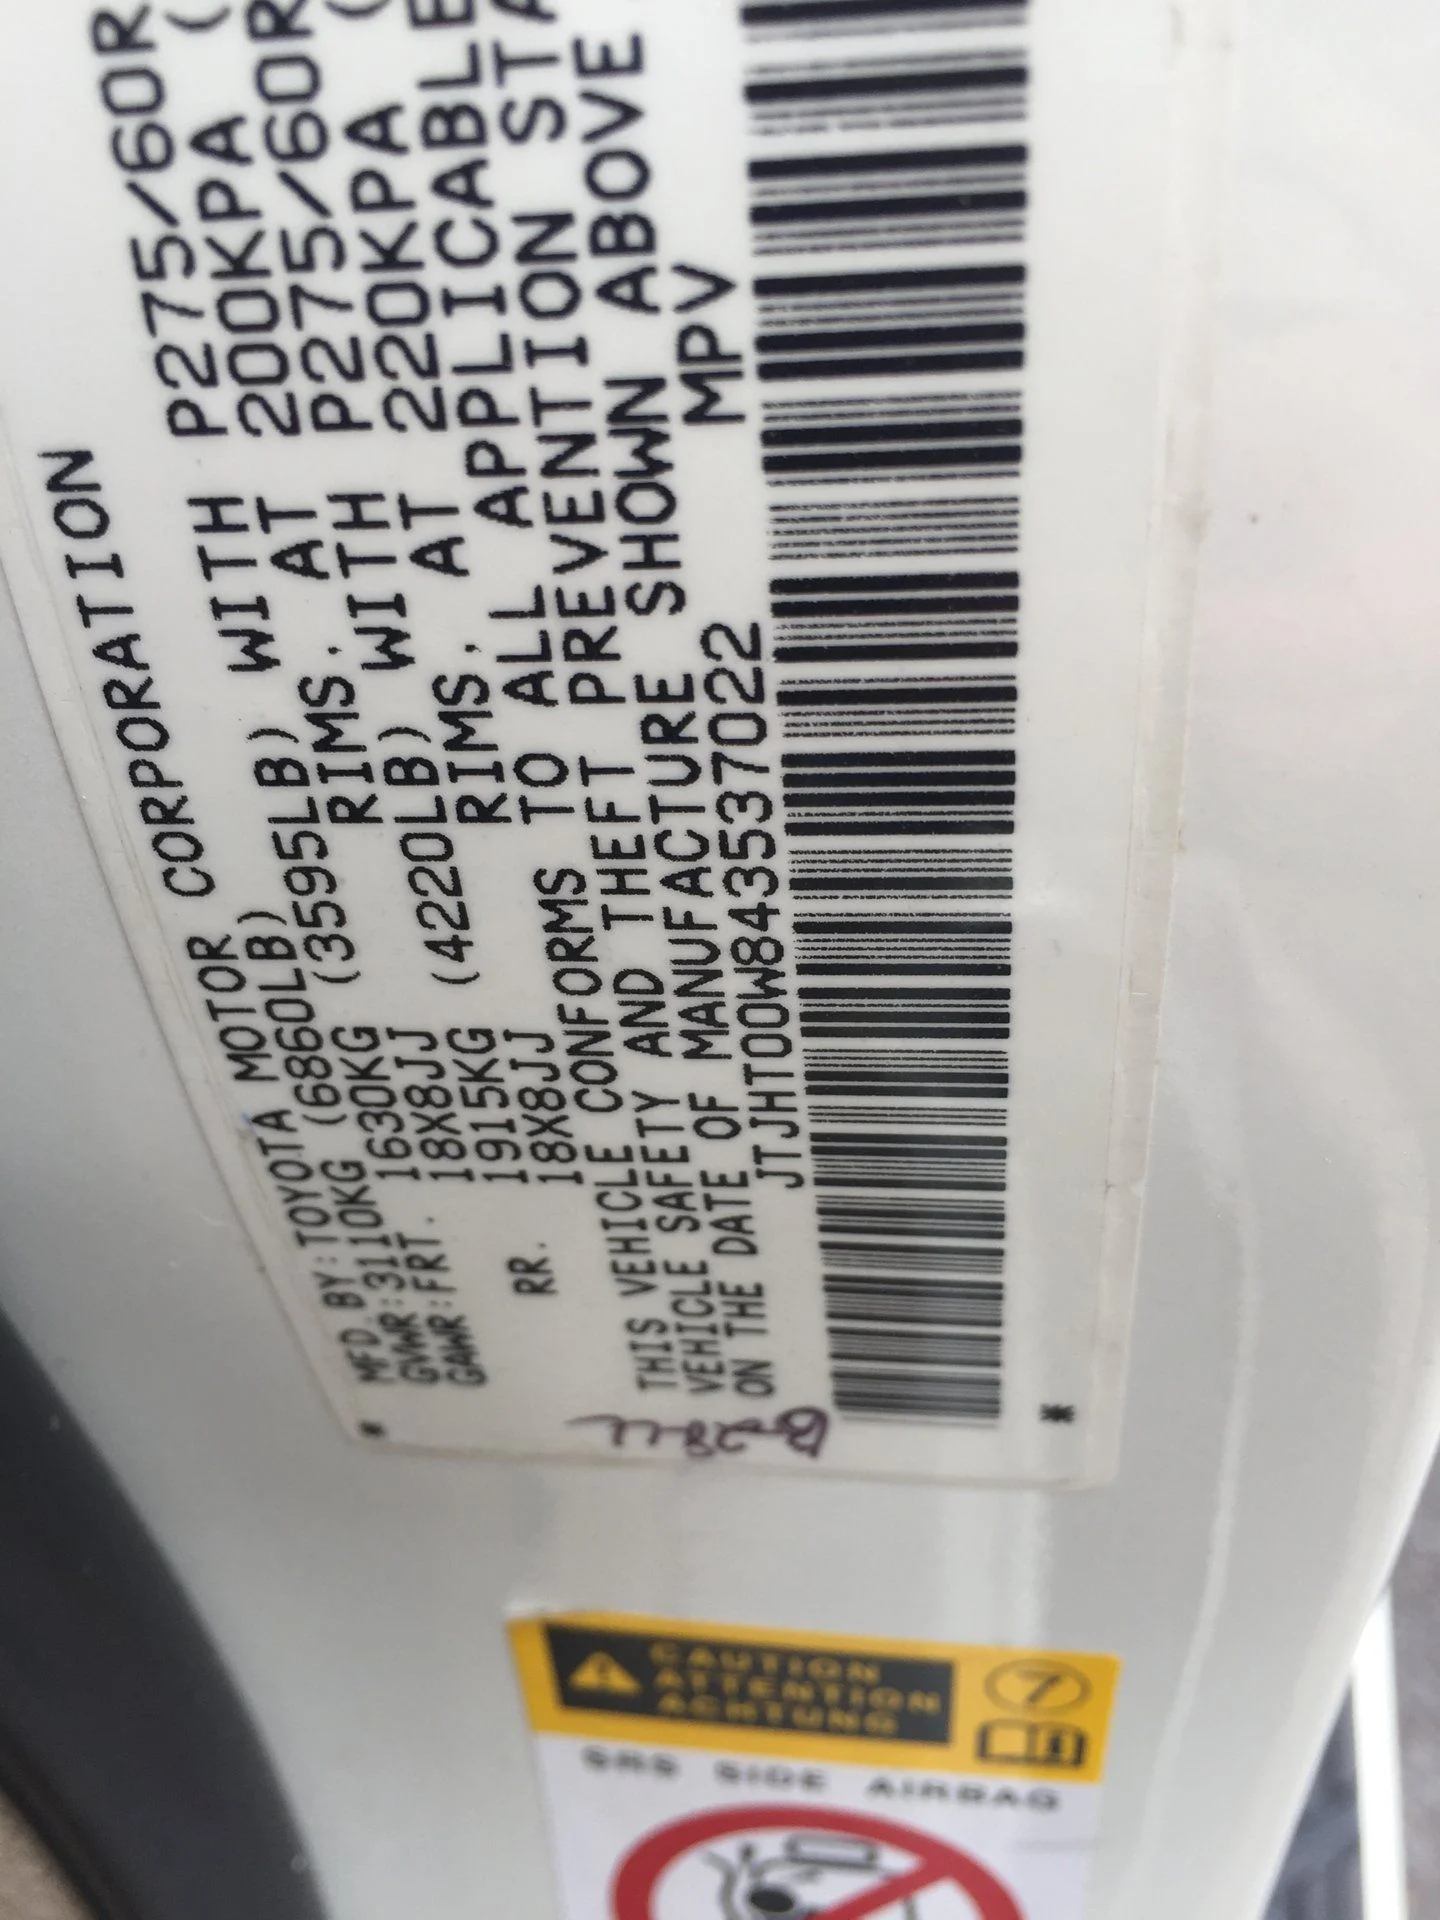 MFD. BY: TOYOTA MOTOR CORPORATION
GVWR: 3110KG (6860LB)
GAWR: FRT. 1630KG (3595LB) WITH P275/60R
18X8JJ RIMS. AT 200KPA (
RR. 1915KG (4220LB) WITH P275/60R
18X8JJ RIMS. AT 220KPA (
THIS VEHICLE CONFORMS TO ALL APPLICABLE
VEHICLE SAFETY AND THEFT PREVENTION STA
ON THE DATE OF MANUFACTURE SHOWN ABOVE
JTJHT00W843537022 MPV
* *
CAUTION
ATTENTION
ACHTUNG
7
SRS SIDE AIRBAG